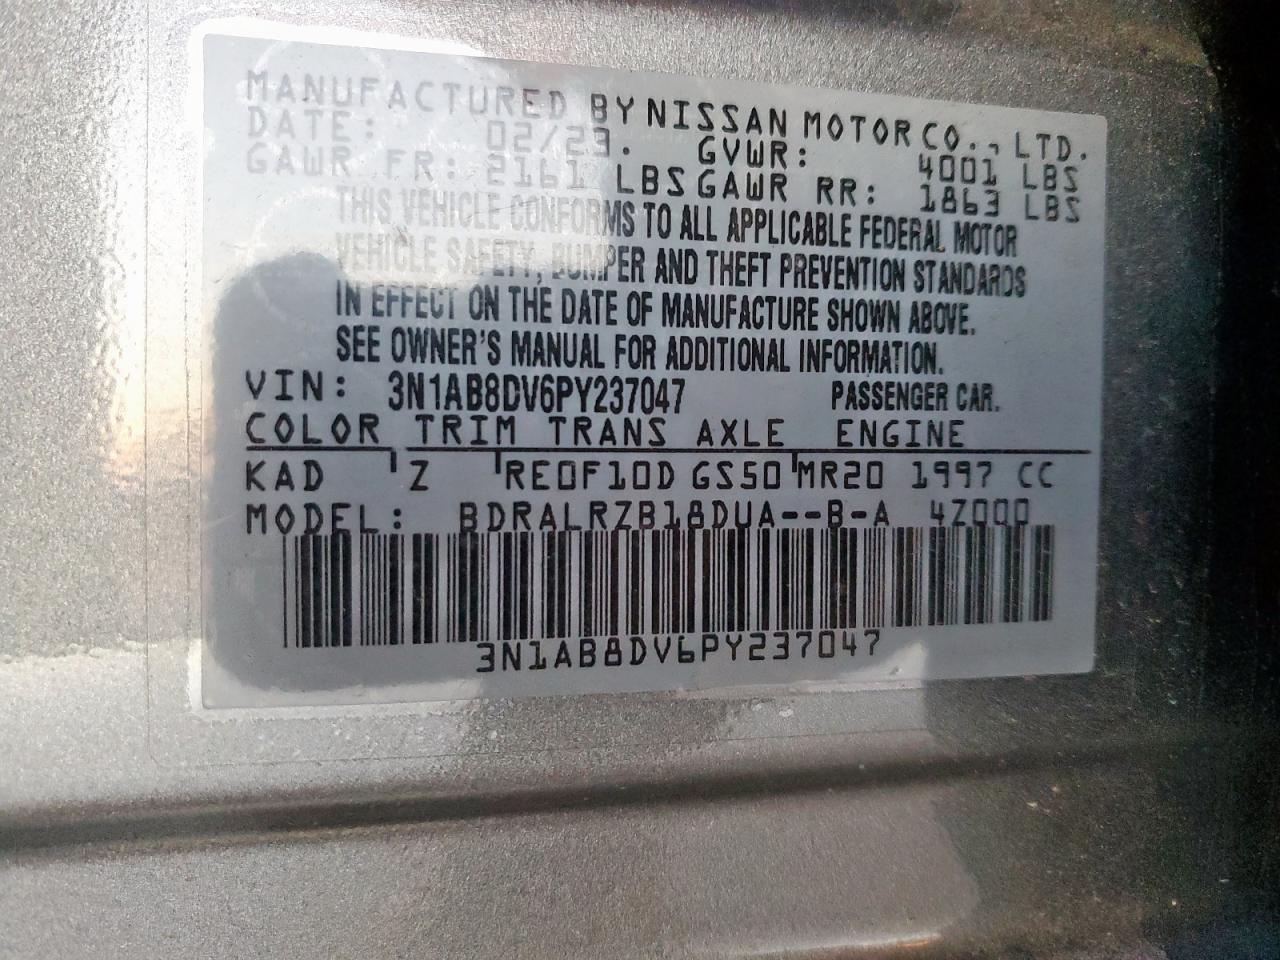 MANUFACTURED BY NISSAN MOTOR CO., LTD.
DATE: 02/23. GVWR: 4001 LBS
GAWR FR: 2161 LBS GAWR RR: 1863 LBS
THIS VEHICLE CONFORMS TO ALL APPLICABLE FEDERAL MOTOR
VEHICLE SAFETY, BUMPER AND THEFT PREVENTION STANDARDS
IN EFFECT ON THE DATE OF MANUFACTURE SHOWN ABOVE.
SEE OWNER'S MANUAL FOR ADDITIONAL INFORMATION.
VIN: 3N1AB8DV6PY237047 PASSENGER CAR.
COLOR TRIM TRANS AXLE ENGINE
KAD Z RE0F10D GS50 MR20 1997 CC
MODEL: BDRALRZB18DUA--B-A 4Z000
3N1AB8DV6PY237047